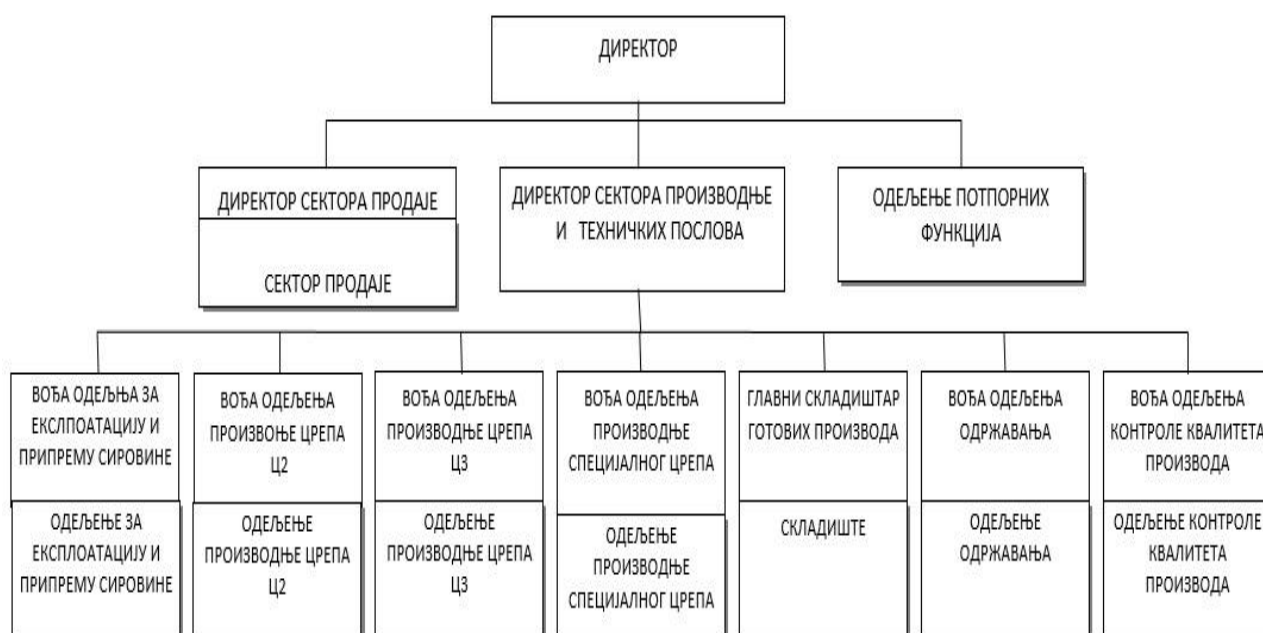 ДИРЕКТОР
ДИРЕКТОР СЕКТОРА ПРОДАЈЕ
СЕКТОР ПРОДАЈЕ
ДИРЕКТОР СЕКТОРА ПРОИЗВОДЊЕ
И ТЕХНИЧКИХ ПОСЛОВА
ОДЕЉЕЊЕ ПОТПОРНИХ
ФУНКЦИЈА
ВОЂА ОДЕЉЊА ЗА
ЕКСЛПОАТАЦИЈУ И
ПРИПРЕМУ СИРОВИНЕ
ОДЕЉЕЊЕ ЗА
ЕКСПЛОАТАЦИЈУ И
ПРИПРЕМУ СИРОВИНЕ
ВОЂА ОДЕЉЕЊА
ПРОИЗВОЊЕ ЦРЕПА
Ц2
ОДЕЉЕЊЕ
ПРОИЗВОДЊЕ ЦРЕПА
Ц2
ВОЂА ОДЕЉЕЊА
ПРОИЗВОДЊЕ ЦРЕПА
Ц3
ОДЕЉЕЊЕ
ПРОИЗВОДЊЕ ЦРЕПА
Ц3
ВОЂА ОДЕЉЕЊА
ПРОИЗВОДЊЕ
СПЕЦИЈАЛНОГ ЦРЕПА
ОДЕЉЕЊЕ
ПРОИЗВОДЊЕ
СПЕЦИЈАЛНОГ ЦРЕПА
ГЛАВНИ СКЛАДИШТАР
ГОТОВИХ ПРОИЗВОДА
СКЛАДИШТЕ
ВОЂА ОДЕЉЕЊА
ОДРЖАВАЊА
ОДЕЉЕЊЕ
ОДРЖАВАЊА
ВОЂА ОДЕЉЕЊА
КОНТРОЛЕ КВАЛИТЕТА
ПРОИЗВОДА
ОДЕЉЕЊЕ КОНТРОЛЕ
КВАЛИТЕТА
ПРОИЗВОДА